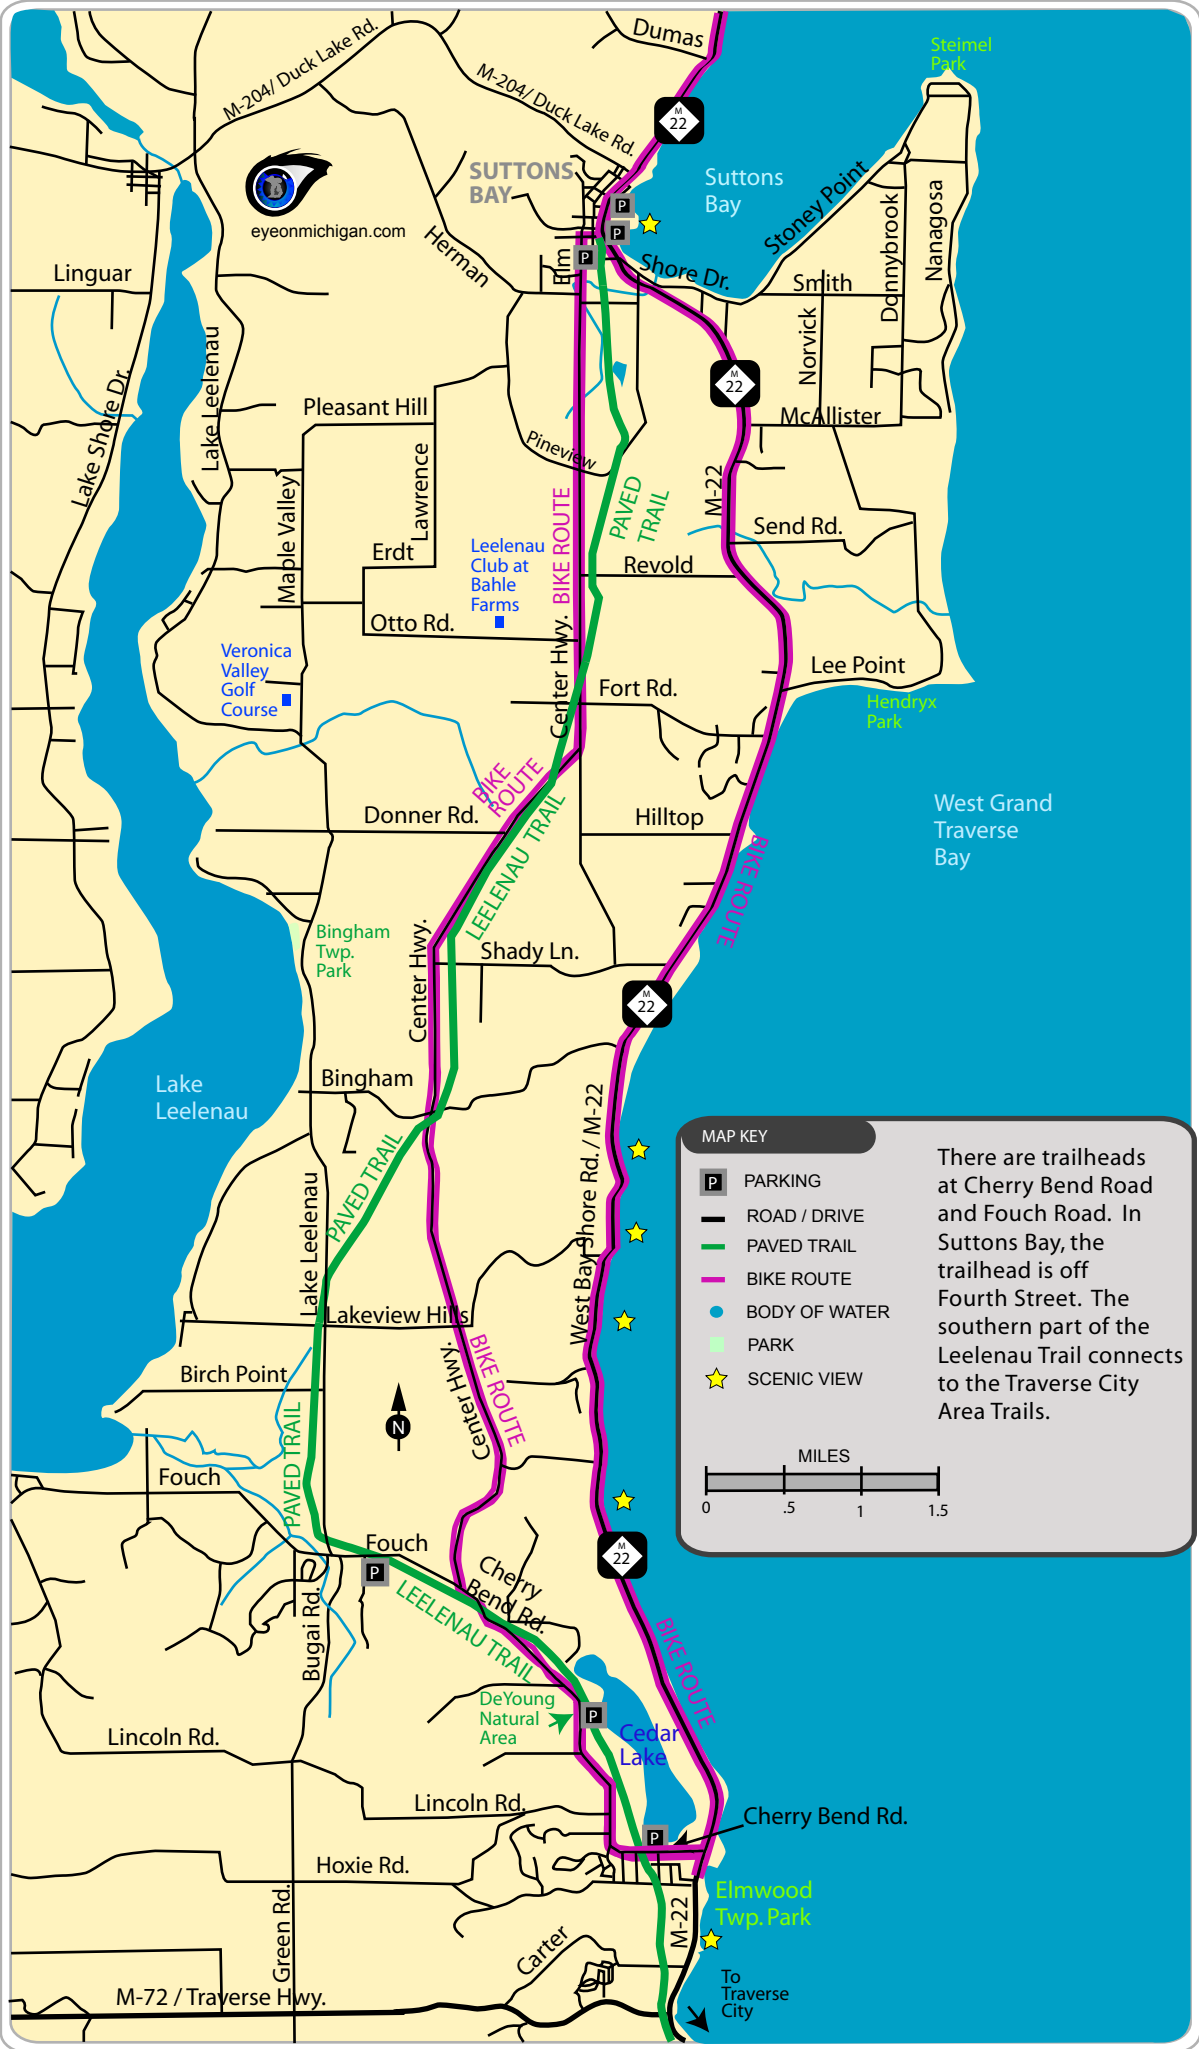 Dumas
Steimel
Park
M-204/ Duck Lake Rd.
M-204/ Duck Lake Rd.
M
22
SUTTONS
BAY
Suttons
Bay
P
P
P
Stoney Point
Donnybrook
Nanagosa
eyeonmichigan.com
Herman
Elm
Shore Dr.
Smith
Norvick
Linguar
Lake Shore Dr.
Lake Leelenau
M
22
Pleasant Hill
McAllister
Pineview
Lawrence
Maple Valley
M-22
PAVED
TRAIL
BIKE ROUTE
Send Rd.
Erdt
Leelenau
Club at
Bahle
Farms
Revold
Otto Rd.
Center Hwy.
Veronica
Valley
Golf
Course
Lee Point
Fort Rd.
Hendryx
Park
BIKE
ROUTE
LEELENAU TRAIL
Donner Rd.
Hilltop
West Grand
Traverse
Bay
BIKE ROUTE
Bingham
Twp.
Park
Center Hwy.
Shady Ln.
M
22
Lake
Leelenau
Bingham
West Bay Shore Rd. / M-22
PAVED TRAIL
Lake Leelenau
Lakeview Hills
Center Hwy.
BIKE ROUTE
Birch Point
PAVED TRAIL
N
Fouch
MAP KEY
P
PARKING
ROAD / DRIVE
PAVED TRAIL
BIKE ROUTE
BODY OF WATER
PARK
SCENIC VIEW
There are trailheads
at Cherry Bend Road
and Fouch Road. In
Suttons Bay, the
trailhead is off
Fourth Street. The
southern part of the
Leelenau Trail connects
to the Traverse City
Area Trails.
MILES
0 .5 1 1.5
Fouch
P
M
22
Cherry
Bend Rd.
LEELENAU TRAIL
Bugai Rd.
BIKE ROUTE
DeYoung
Natural
Area
P
Cedar
Lake
Lincoln Rd.
Lincoln Rd.
P
Cherry Bend Rd.
Hoxie Rd.
Elmwood
Twp. Park
Green Rd.
M-22
Carter
To
Traverse
City
M-72 / Traverse Hwy.